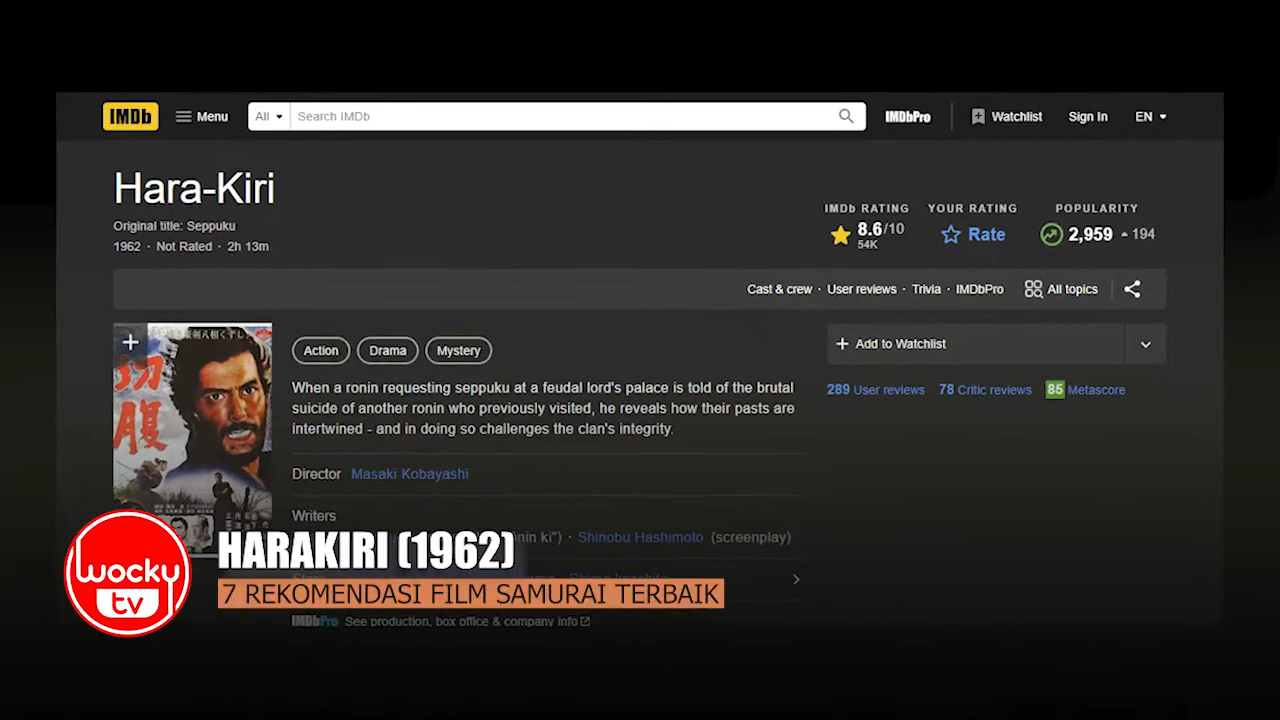 IMDb Menu All Search IMDb IMDbPro Watchlist Sign In EN
Hara-Kiri
Original title: Seppuku
1962 · Not Rated · 2h 13m
IMDb RATING YOUR RATING POPULARITY
8.6/10 Rate 2,959 194
54K
Cast & crew · User reviews · Trivia · IMDbPro All topics
切腹
Action Drama Mystery
+ Add to Watchlist
When a ronin requesting seppuku at a feudal lord's palace is told of the brutal
suicide of another ronin who previously visited, he reveals how their pasts are
intertwined - and in doing so challenges the clan's integrity.
289 User reviews 78 Critic reviews 85 Metascore
Director Masaki Kobayashi
Writers
nin ki") · Shinobu Hashimoto (screenplay)
HARAKIRI (1962)
7 REKOMENDASI FILM SAMURAI TERBAIK
wocky
tv
IMDbPro See production, box office & company info